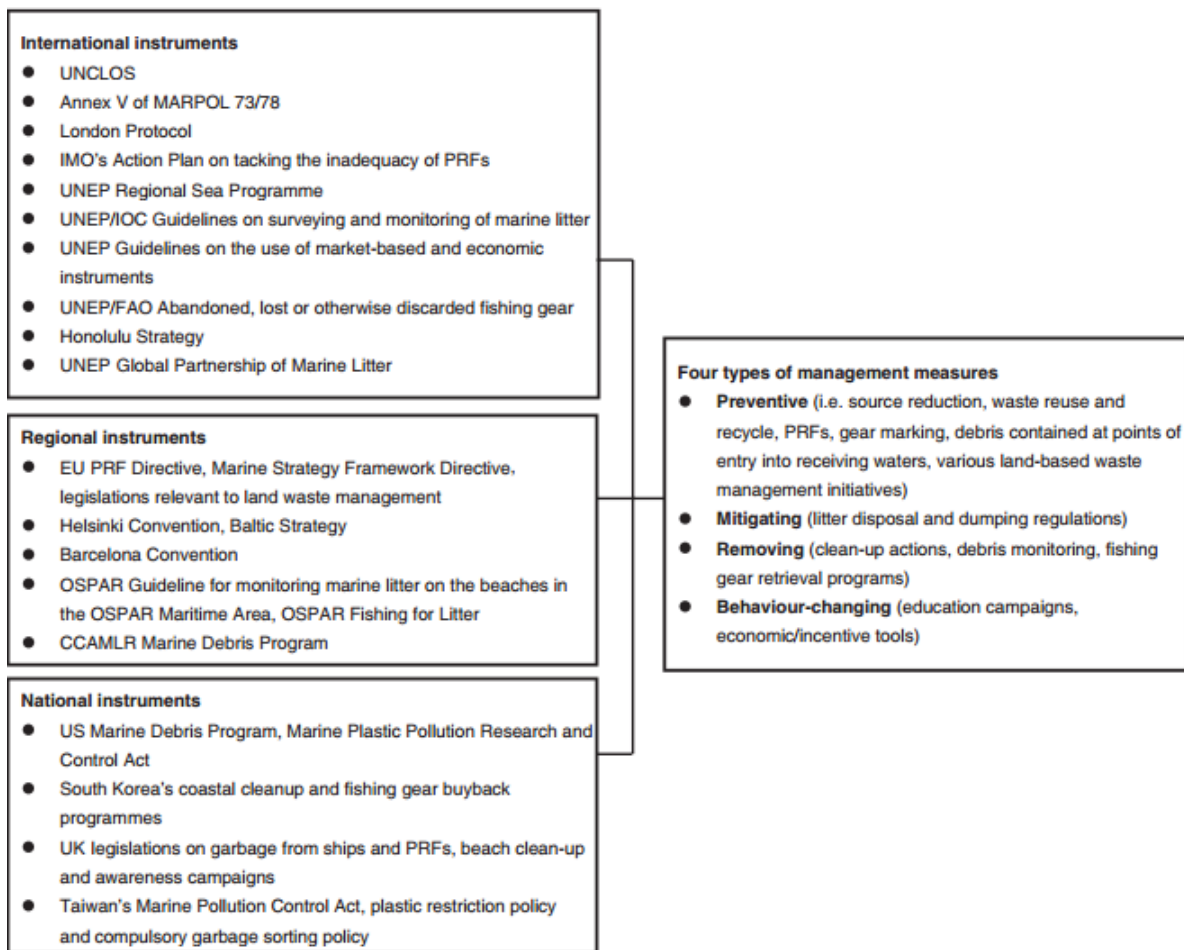 International instruments
● UNCLOS
● Annex V of MARPOL 73/78
● London Protocol
● IMO's Action Plan on tacking the inadequacy of PRFs
● UNEP Regional Sea Programme
● UNEP/IOC Guidelines on surveying and monitoring of marine litter
● UNEP Guidelines on the use of market-based and economic
instruments
● UNEP/FAO Abandoned, lost or otherwise discarded fishing gear
● Honolulu Strategy
● UNEP Global Partnership of Marine Litter
Regional instruments
● EU PRF Directive, Marine Strategy Framework Directive,
legislations relevant to land waste management
● Helsinki Convention, Baltic Strategy
● Barcelona Convention
● OSPAR Guideline for monitoring marine litter on the beaches in
the OSPAR Maritime Area, OSPAR Fishing for Litter
● CCAMLR Marine Debris Program
National instruments
● US Marine Debris Program, Marine Plastic Pollution Research and
Control Act
● South Korea's coastal cleanup and fishing gear buyback
programmes
● UK legislations on garbage from ships and PRFs, beach clean-up
and awareness campaigns
● Taiwan's Marine Pollution Control Act, plastic restriction policy
and compulsory garbage sorting policy
Four types of management measures
● Preventive (i.e. source reduction, waste reuse and
recycle, PRFs, gear marking, debris contained at points of
entry into receiving waters, various land-based waste
management initiatives)
● Mitigating (litter disposal and dumping regulations)
● Removing (clean-up actions, debris monitoring, fishing
gear retrieval programs)
● Behaviour-changing (education campaigns,
economic/incentive tools)